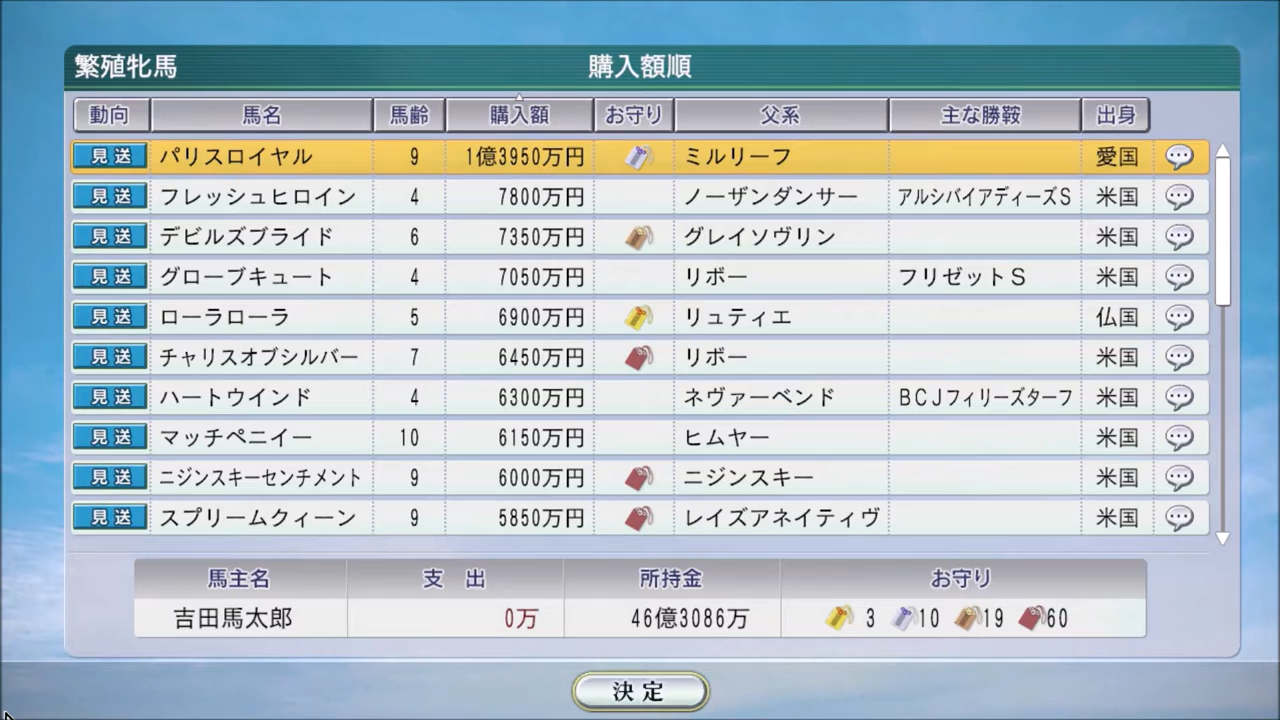 繁殖牝馬 購入額順
動向 馬名 馬齢 購入額 お守り 父系 主な勝鞍 出身
見送 パリスロイヤル 9 1億3950万円 ミルリーフ 愛国
見送 フレッシュヒロイン 4 7800万円 ノーザンダンサー アルシバイアディーズS 米国
見送 デビルズブライド 6 7350万円 グレイソヴリン 米国
見送 グローブキュート 4 7050万円 リボー フリゼットS 米国
見送 ローラローラ 5 6900万円 リュティエ 仏国
見送 チャリスオブシルバー 7 6450万円 リボー 米国
見送 ハートウインド 4 6300万円 ネヴァーベンド BCJフィリーズターフ 米国
見送 マッチペニイー 10 6150万円 ヒムヤー 米国
見送 ニジンスキーセンチメント 9 6000万円 ニジンスキー 米国
見送 スプリームクィーン 9 5850万円 レイズアネイティヴ 米国
馬主名 支出 所持金 お守り
吉田馬太郎 0万 46億3086万 3 10 19 60
決定